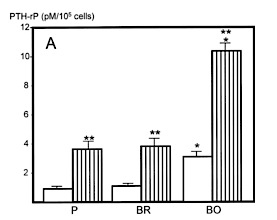 PTH-rP (pM/10⁵ cells)
12
A
**
*
10
8
6
** ** *
4
2
P BR BO